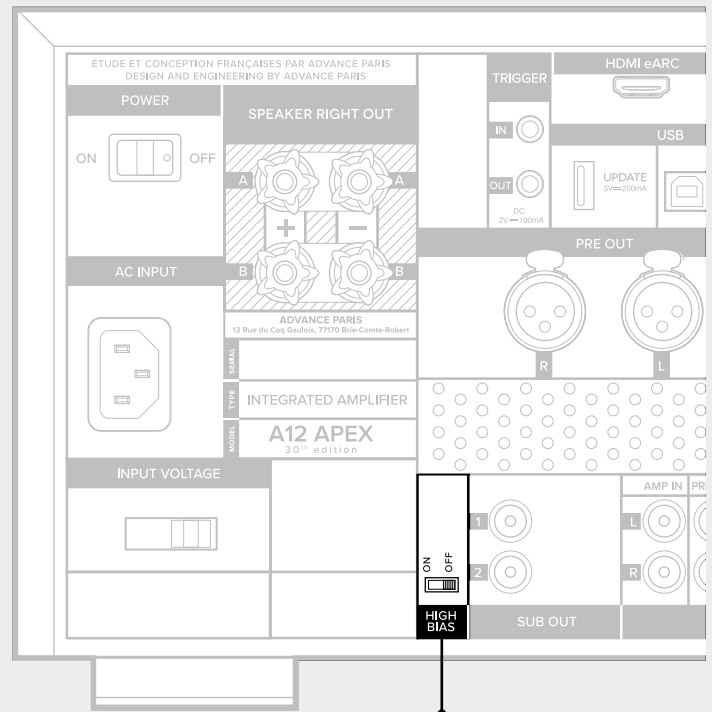 ÉTUDE ET CONCEPTION FRANÇAISES PAR ADVANCE PARIS
DESIGN AND ENGINEERING BY ADVANCE PARIS
POWER
ON
OFF
SPEAKER RIGHT OUT
A
A
+
−
B
B
AC INPUT
ADVANCE PARIS
13 Rue du Coq Gaulois, 77170 Brie-Comte-Robert
SERIAL
TYPE
INTEGRATED AMPLIFIER
MODEL
A12 APEX
30th edition
INPUT VOLTAGE
TRIGGER
IN
OUT
DC
2V⎓100mA
HDMI eARC
USB
UPDATE
5V⎓200mA
PRE OUT
R
L
ON
OFF
HIGH
BIAS
1
2
SUB OUT
AMP IN
PRE
L
R